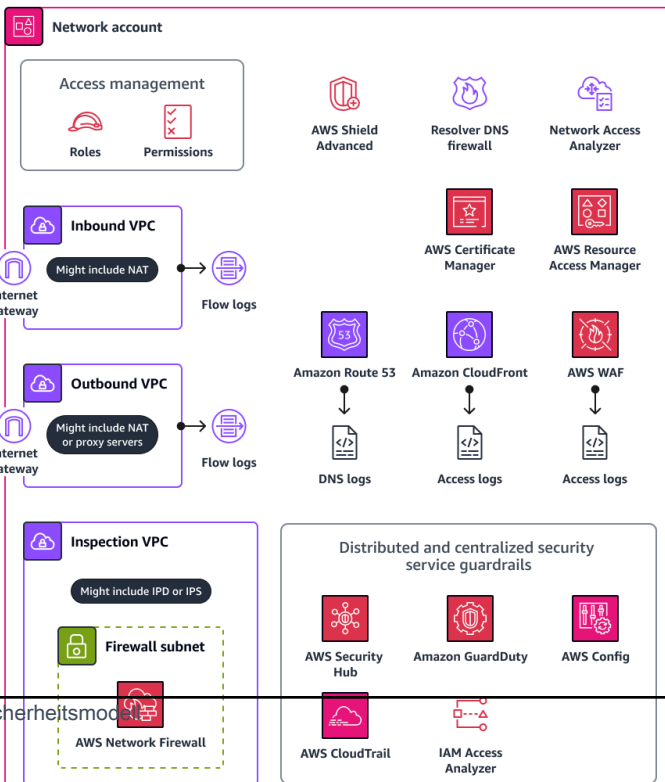 Network account
Access management
Roles
Permissions
AWS Shield
Advanced
Resolver DNS
firewall
Network Access
Analyzer
Inbound VPC
Might include NAT
Flow logs
AWS Certificate
Manager
AWS Resource
Access Manager
53
Amazon Route 53
Amazon CloudFront
AWS WAF
Outbound VPC
Might include NAT
or proxy servers
Flow logs
DNS logs
Access logs
Access logs
Inspection VPC
Might include IPD or IPS
Firewall subnet
AWS Network Firewall
Distributed and centralized security
service guardrails
AWS Security
Hub
Amazon GuardDuty
AWS Config
AWS CloudTrail
IAM Access
Analyzer